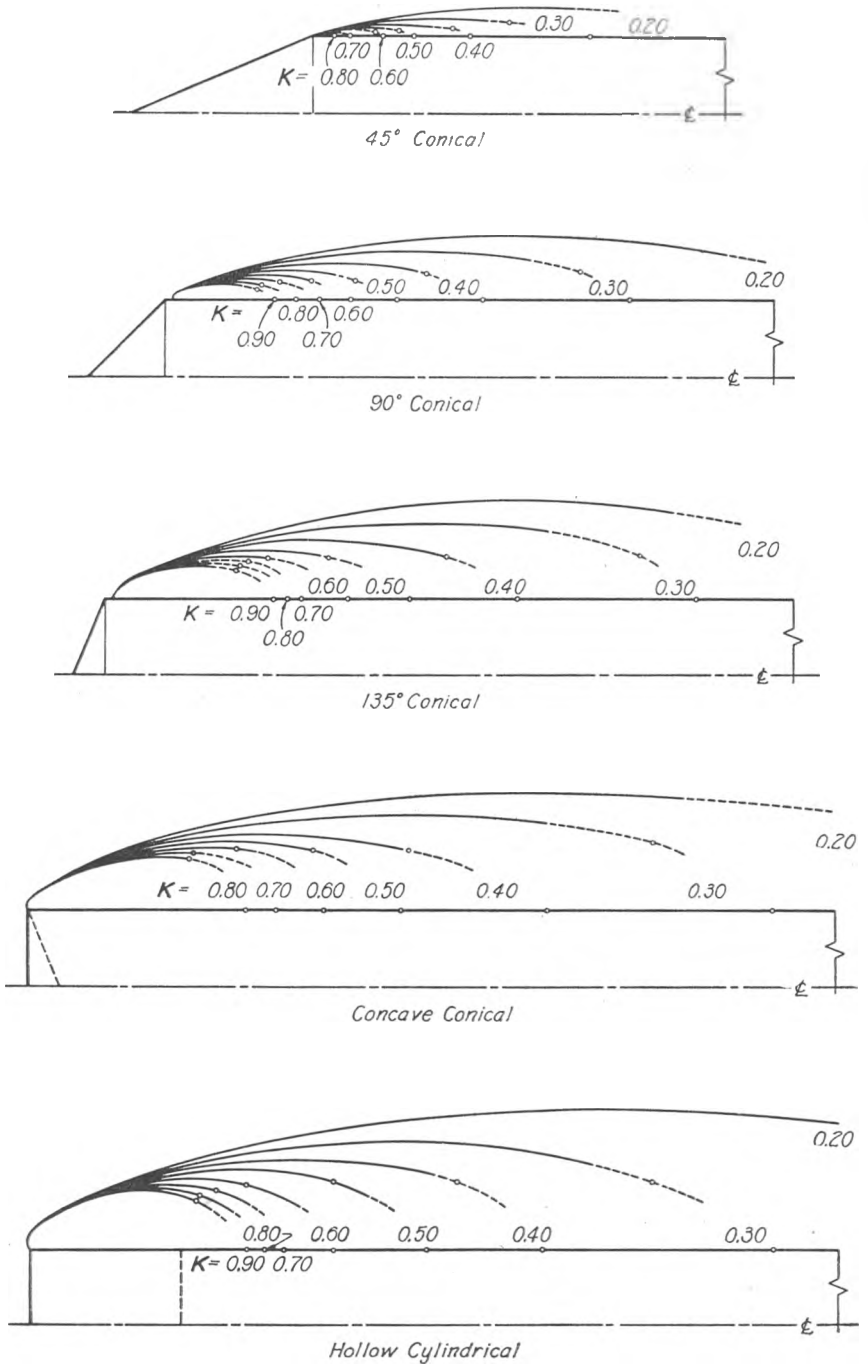 0.30 0.20
0.70 0.50 0.40
K= 0.80 0.60
℄
45° Conical
0.20
0.50 0.40 0.30
K= 0.80 0.60
0.90 0.70
℄
90° Conical
0.20
0.60 0.50 0.40 0.30
K= 0.90 0.70
0.80
℄
135° Conical
0.20
K= 0.80 0.70 0.60 0.50 0.40 0.30
℄
Concave Conical
0.20
0.80 0.60 0.50 0.40 0.30
K= 0.90 0.70
℄
Hollow Cylindrical